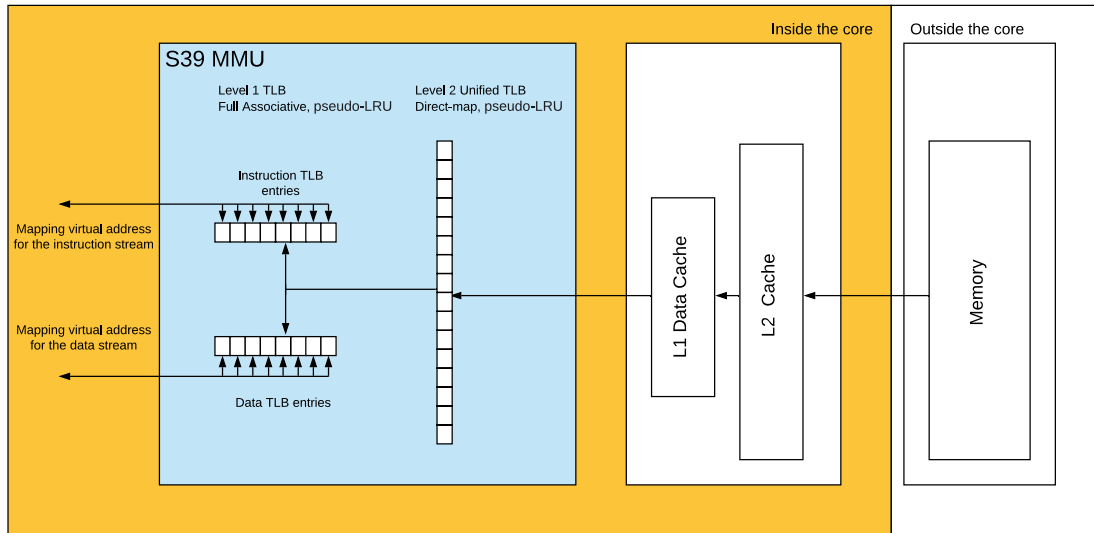 Inside the core
Outside the core
S39 MMU
Level 1 TLB
Full Associative, pseudo-LRU
Level 2 Unified TLB
Direct-map, pseudo-LRU
Instruction TLB
entries
Mapping virtual address
for the instruction stream
Mapping virtual address
for the data stream
Data TLB entries
L1 Data Cache
L2 Cache
Memory